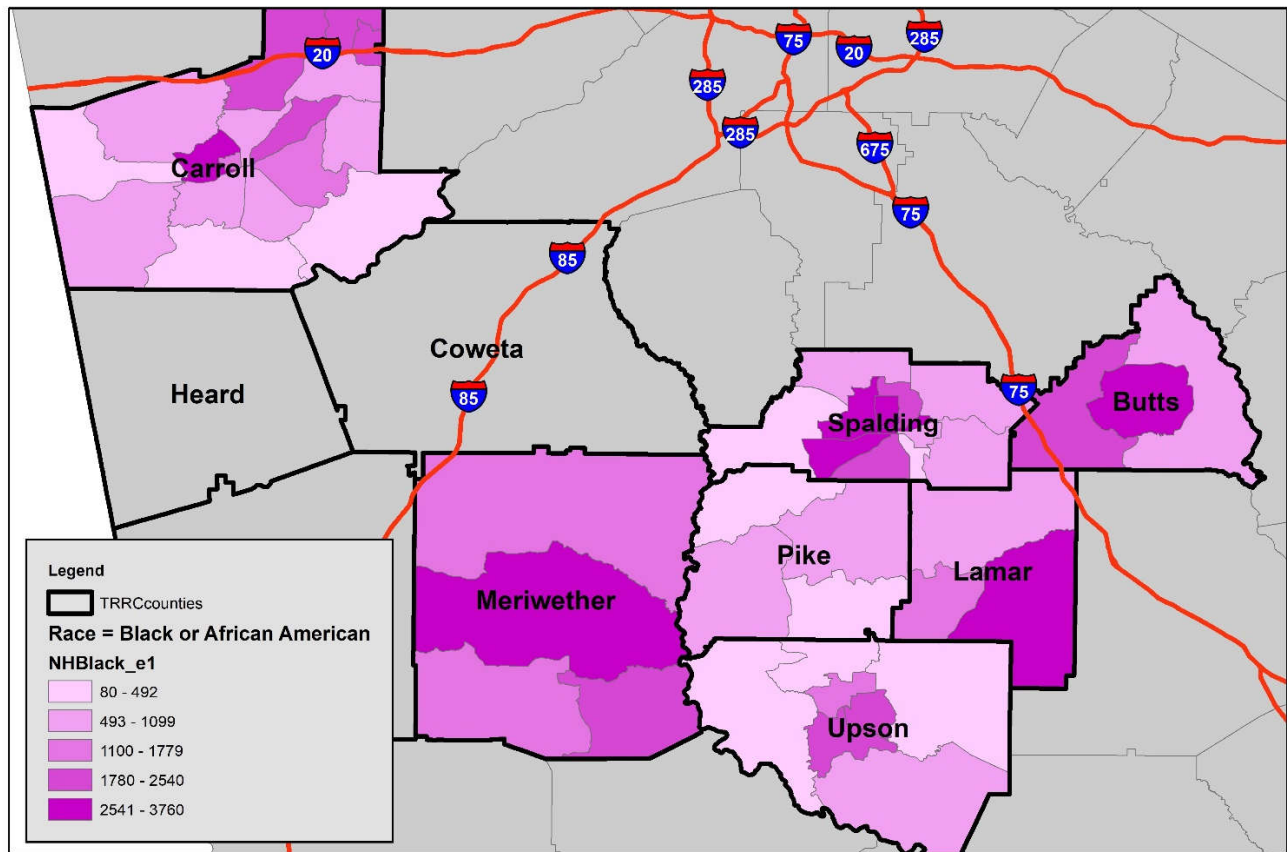 20
75
20
285
285
285
675
Carroll
75
85
Coweta
85
Heard
75
Butts
Spalding
Pike
Lamar
Meriwether
Upson
Legend
TRRCcounties
Race = Black or African American
NHBlack_e1
80 - 492
493 - 1099
1100 - 1779
1780 - 2540
2541 - 3760